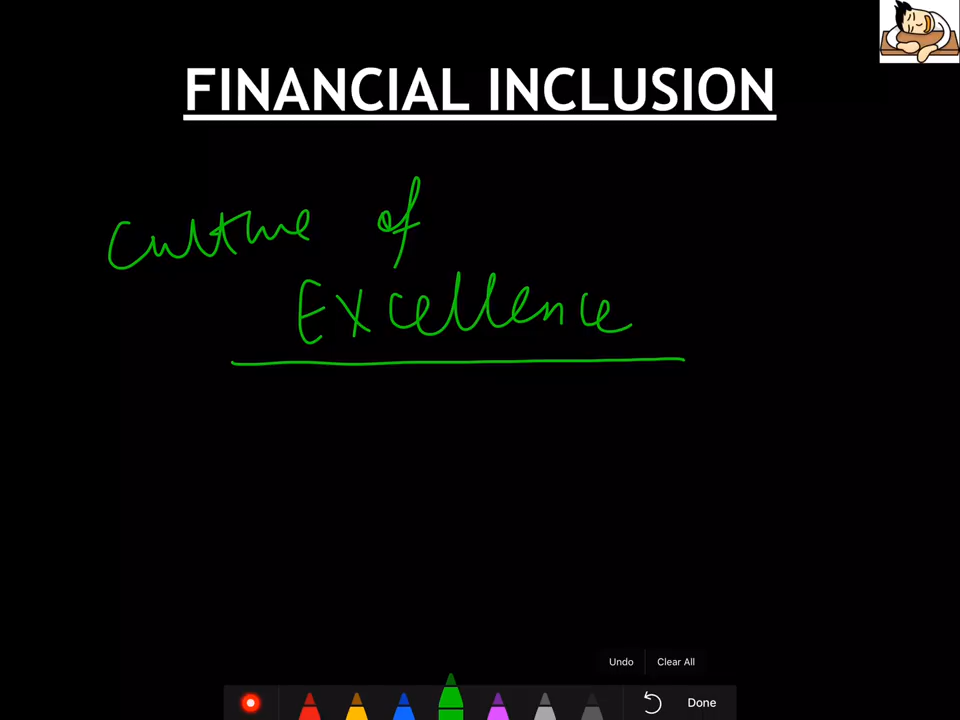 FINANCIAL INCLUSION
Culture of
Excellence
Undo
Clear All
Done